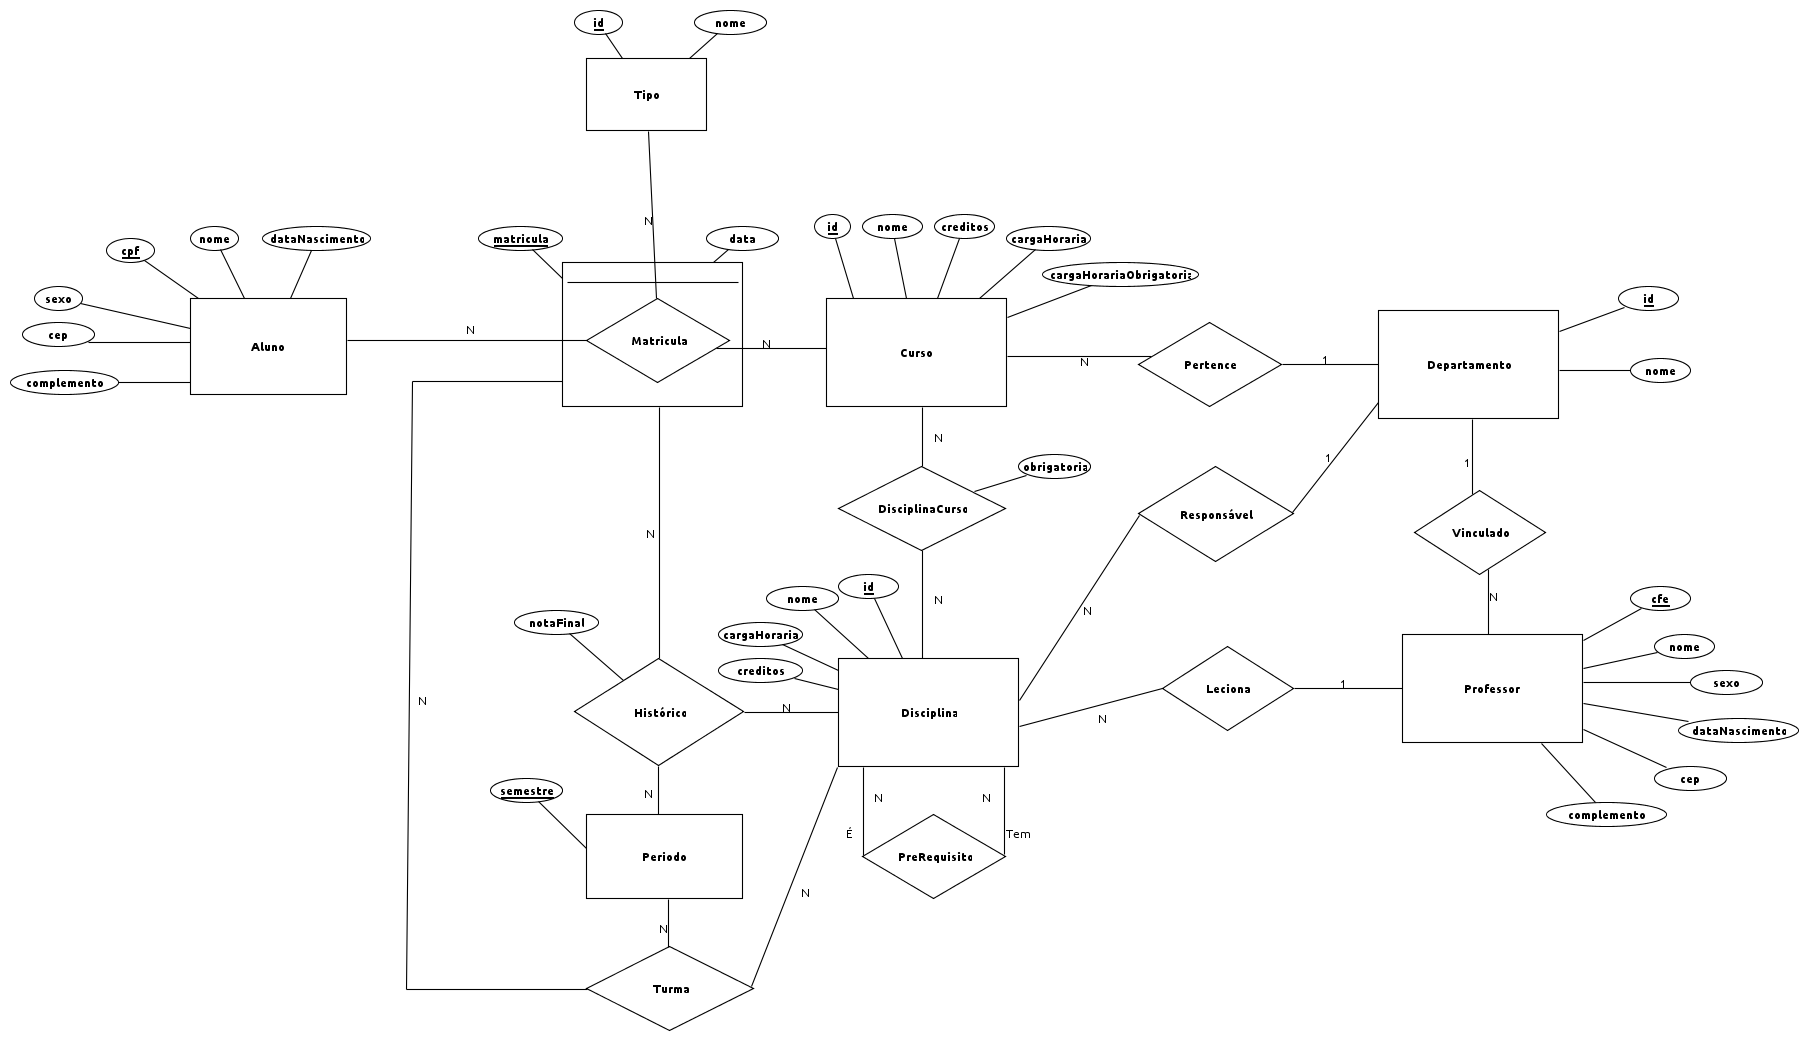 id
nome
Tipo
N
cpf
nome
dataNascimento
sexo
cep
complemento
Aluno
N
matricula
data
Matricula
N
id
nome
creditos
cargaHoraria
cargaHorariaObrigatoria
Curso
N
Pertence
1
Departamento
id
nome
N
obrigatoria
DisciplinaCurso
N
Responsável
1
N
1
Vinculado
N
N
N
notaFinal
Histórico
N
nome
id
cargaHoraria
creditos
Disciplina
N
Leciona
1
Professor
cfe
nome
sexo
dataNascimento
cep
complemento
N
semestre
Periodo
N
N
É
Tem
PreRequisito
N
N
Turma